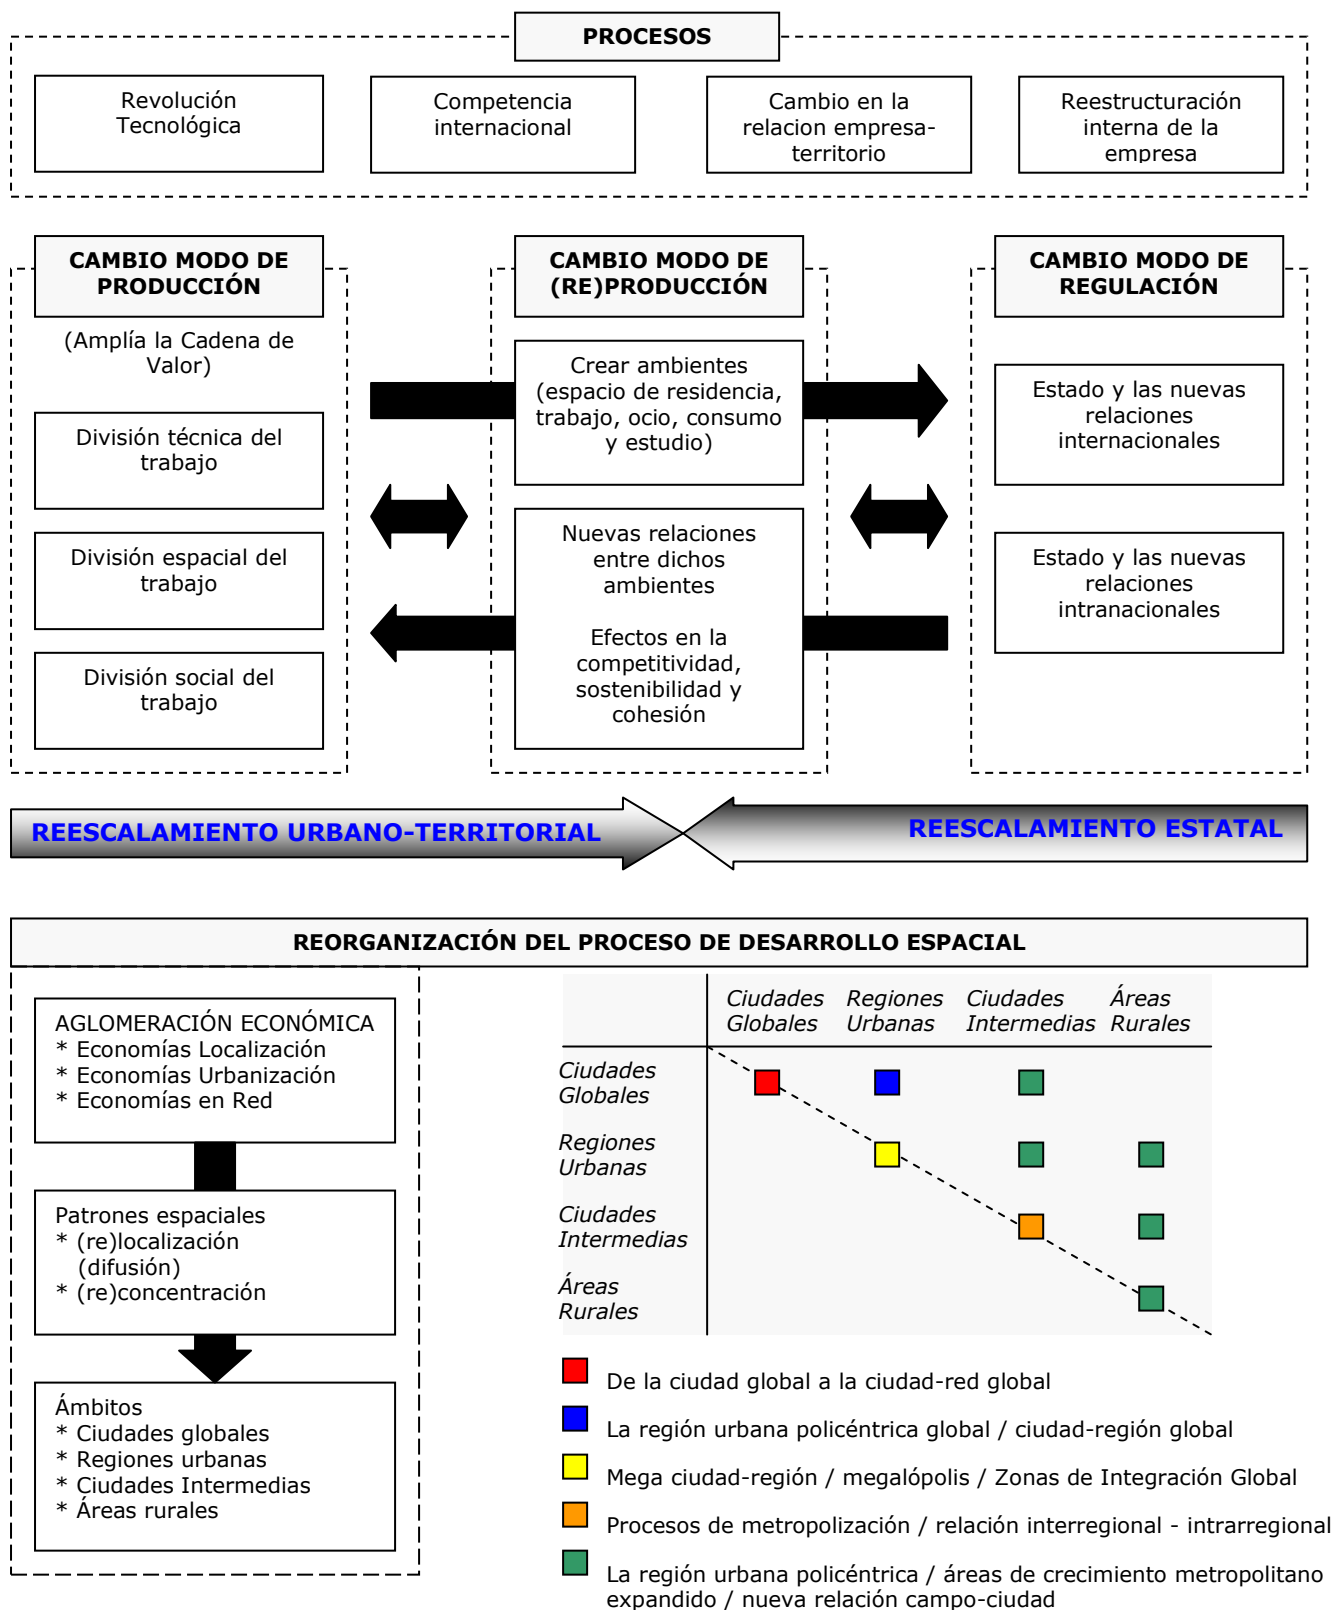 PROCESOS
Revolución
Tecnológica
Competencia
internacional
Cambio en la
relacion empresa-
territorio
Reestructuración
interna de la
empresa
CAMBIO MODO DE
PRODUCCIÓN
(Amplía la Cadena de
Valor)
División técnica del
trabajo
División espacial del
trabajo
División social del
trabajo
CAMBIO MODO DE
(RE)PRODUCCIÓN
Crear ambientes
(espacio de residencia,
trabajo, ocio, consumo
y estudio)
Nuevas relaciones
entre dichos
ambientes
Efectos en la
competitividad,
sostenibilidad y
cohesión
CAMBIO MODO DE
REGULACIÓN
Estado y las nuevas
relaciones
internacionales
Estado y las nuevas
relaciones
intranacionales
REESCALAMIENTO URBANO-TERRITORIAL
REESCALAMIENTO ESTATAL
REORGANIZACIÓN DEL PROCESO DE DESARROLLO ESPACIAL
AGLOMERACIÓN ECONÓMICA
* Economías Localización
* Economías Urbanización
* Economías en Red
Patrones espaciales
* (re)localización
(difusión)
* (re)concentración
Ámbitos
* Ciudades globales
* Regiones urbanas
* Ciudades Intermedias
* Áreas rurales
Ciudades
Globales
Regiones
Urbanas
Ciudades
Intermedias
Áreas
Rurales
Ciudades
Globales
Regiones
Urbanas
Ciudades
Intermedias
Áreas
Rurales
De la ciudad global a la ciudad-red global
La región urbana policéntrica global / ciudad-región global
Mega ciudad-región / megalópolis / Zonas de Integración Global
Procesos de metropolización / relación interregional - intrarregional
La región urbana policéntrica / áreas de crecimiento metropolitano
expandido / nueva relación campo-ciudad